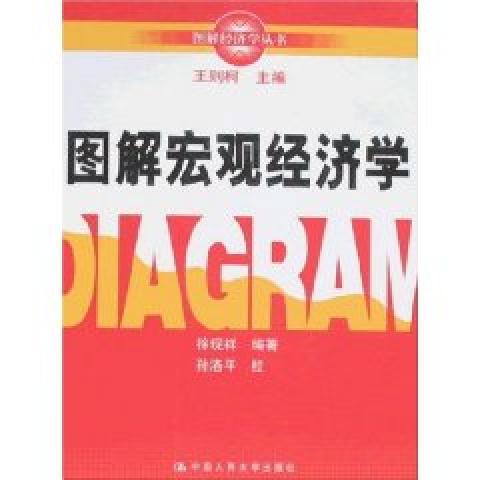 图解经济学丛书
王则柯 主编
图解宏观经济学
DIAGRAM
徐现祥 编著
孙洛平 校
中国人民大学出版社